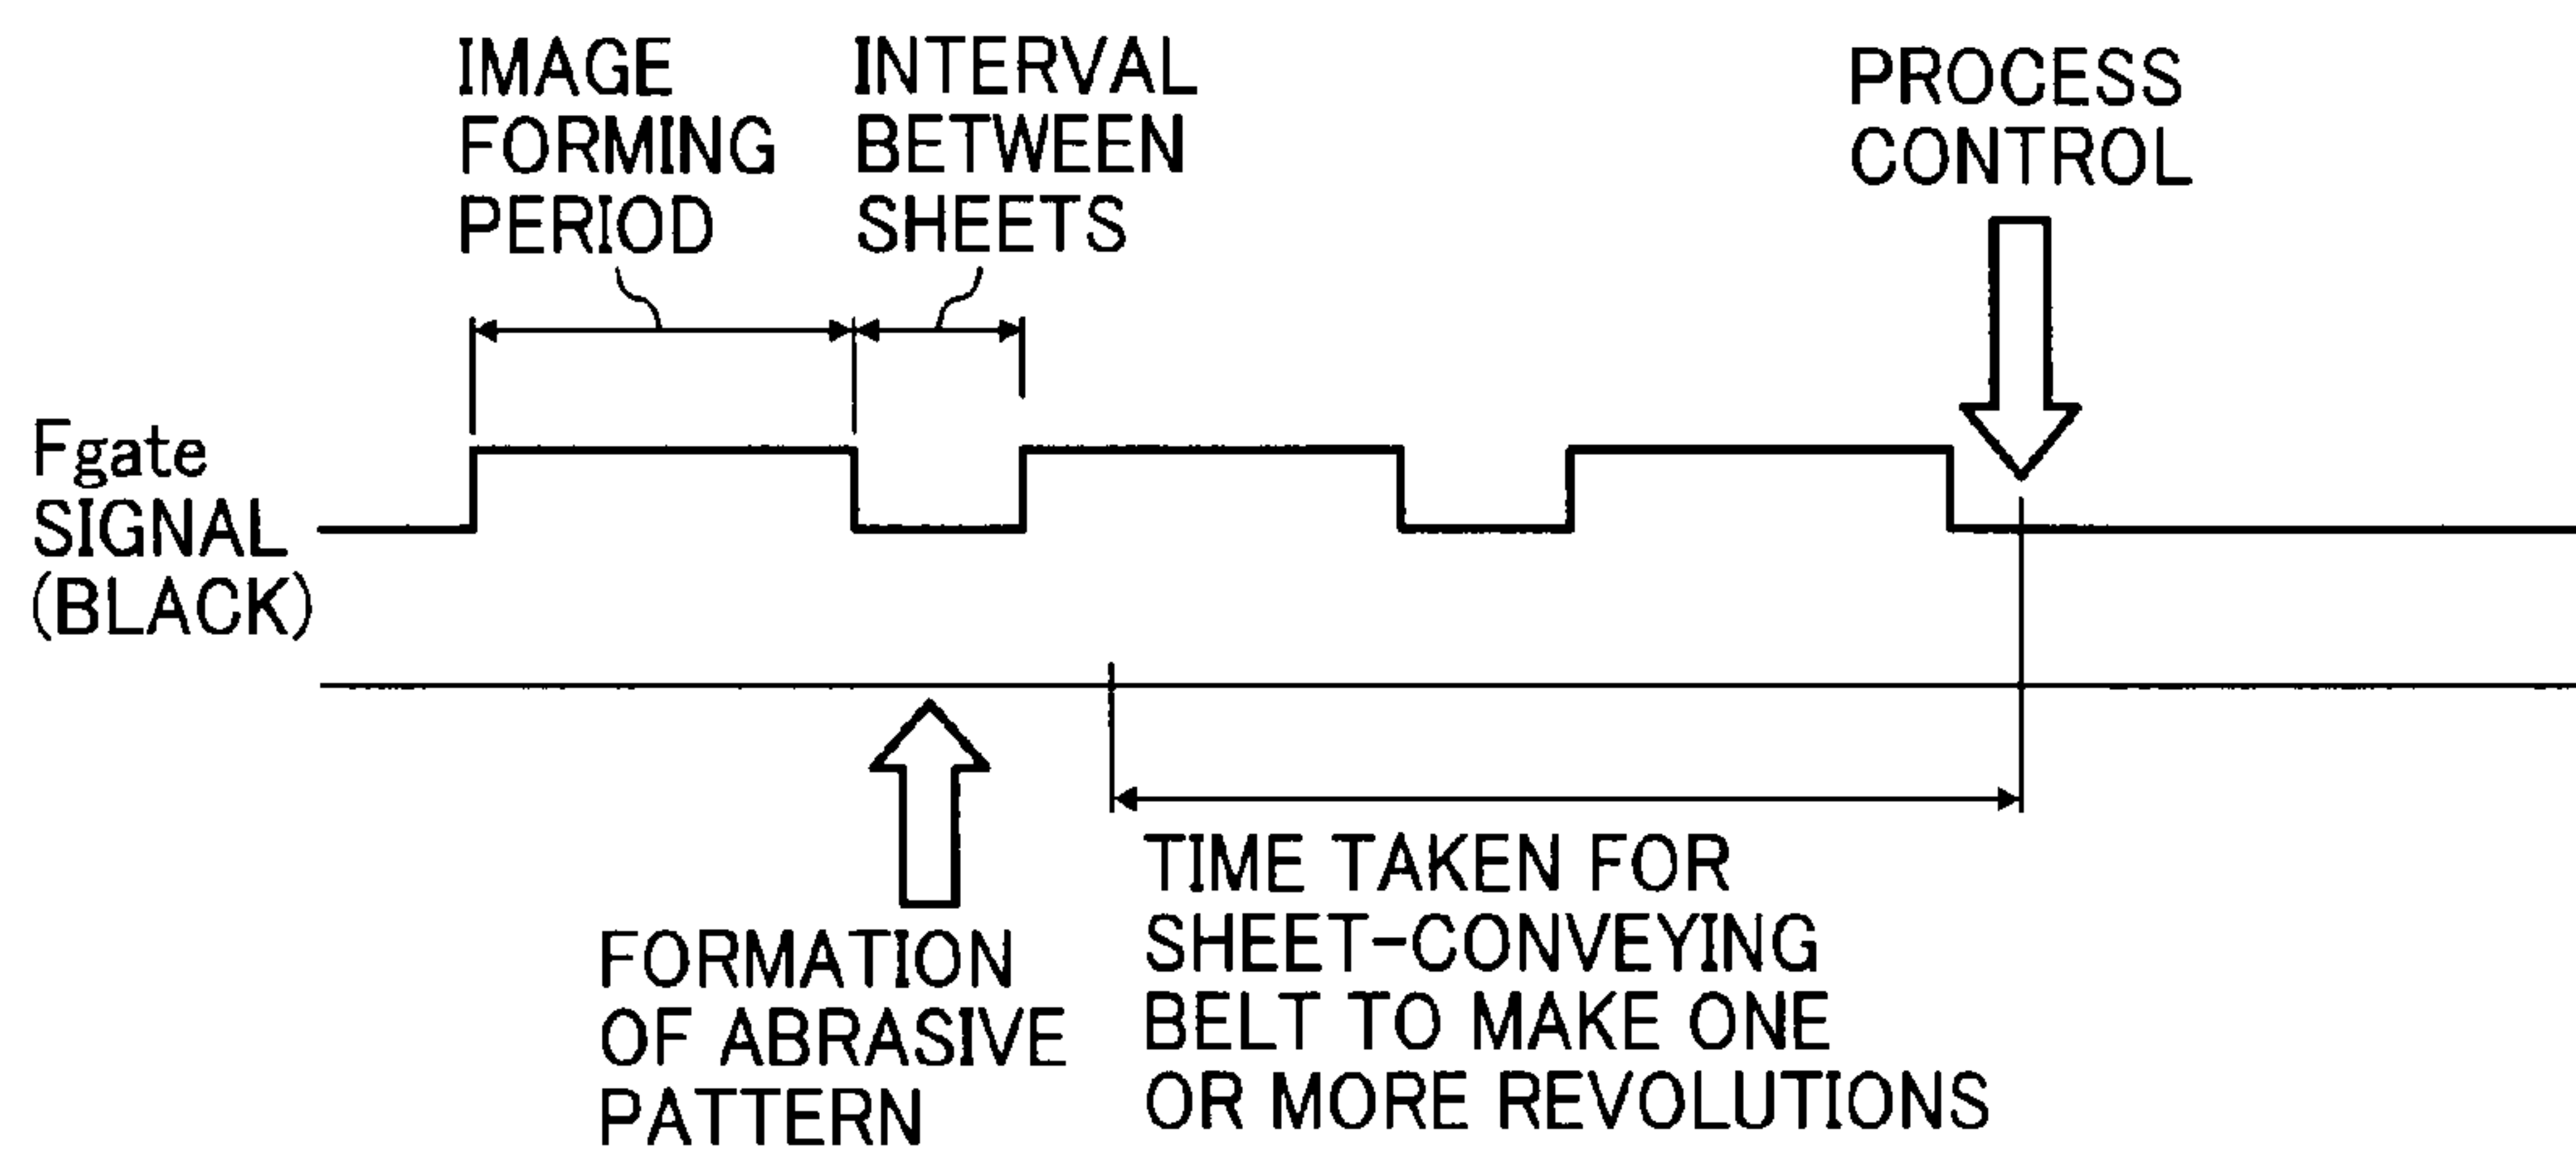 IMAGE
FORMING
PERIOD
INTERVAL
BETWEEN
SHEETS
PROCESS
CONTROL
Fgate
SIGNAL
(BLACK)
FORMATION
OF ABRASIVE
PATTERN
TIME TAKEN FOR
SHEET-CONVEYING
BELT TO MAKE ONE
OR MORE REVOLUTIONS